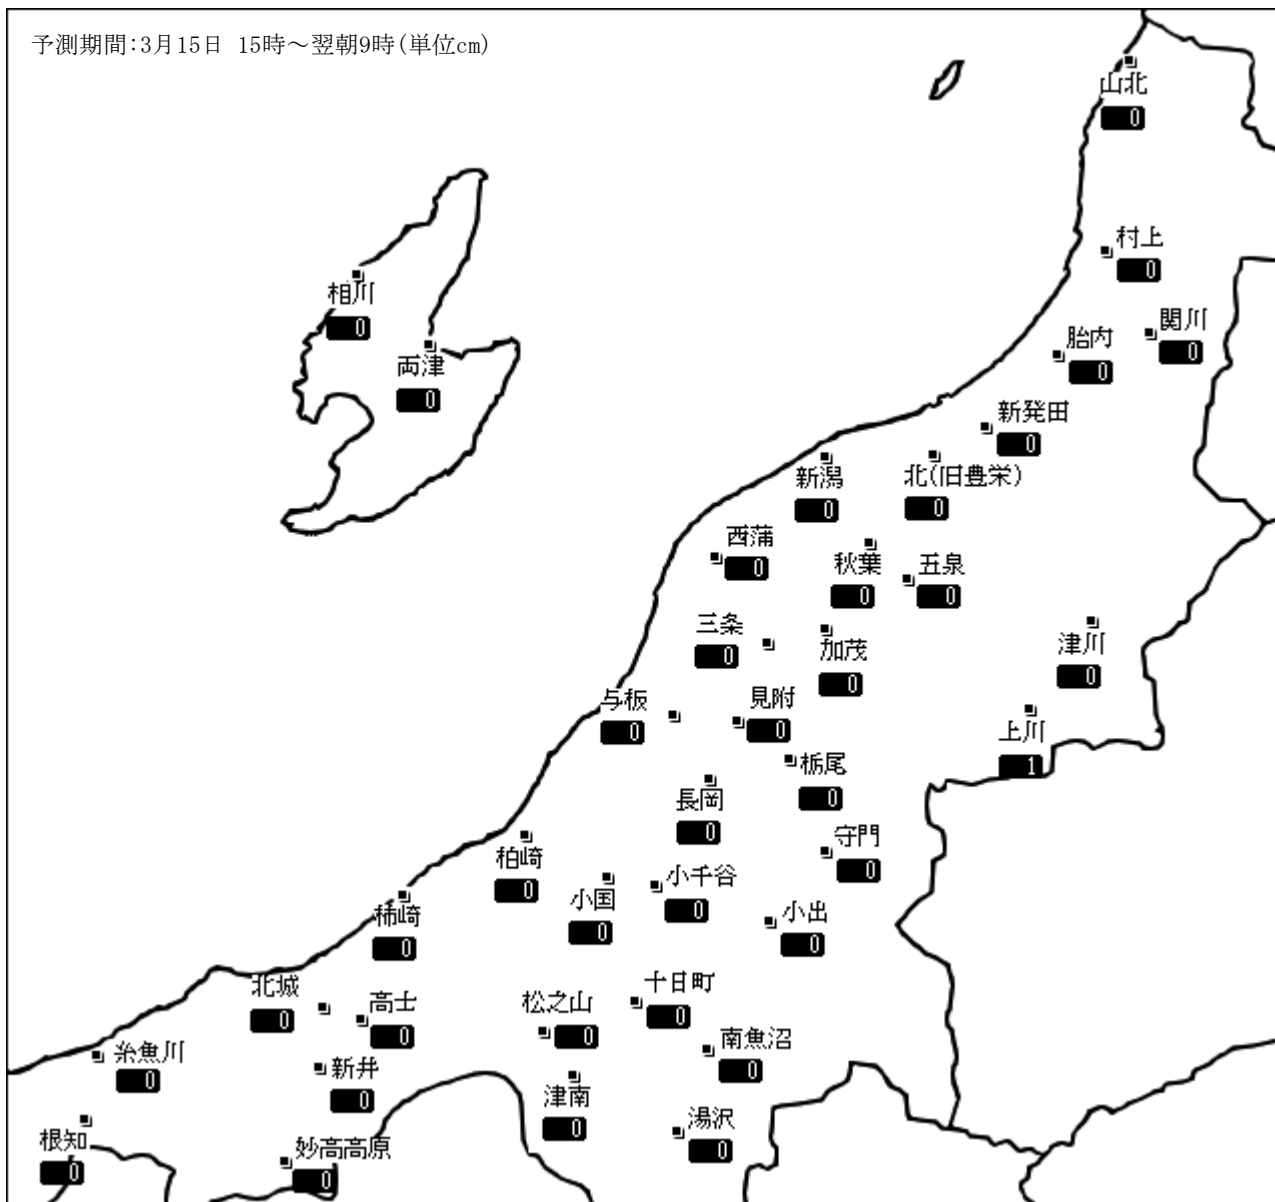 予測期間:3月15日 15時～翌朝9時(単位cm)
山北
0
村上
0
相川
0
関川
0
胎内
0
両津
0
新発田
0
新潟
0
北(旧豊栄)
0
西蒲
0
秋葉
0
五泉
0
三条
0
加茂
0
津川
0
与板
0
見附
0
上川
1
栃尾
0
長岡
0
守門
0
柏崎
0
小千谷
0
小国
0
柿崎
0
小出
0
北城
0
高士
0
松之山
0
十日町
0
南魚沼
0
糸魚川
0
新井
0
津南
0
湯沢
0
根知
0
妙高高原
0